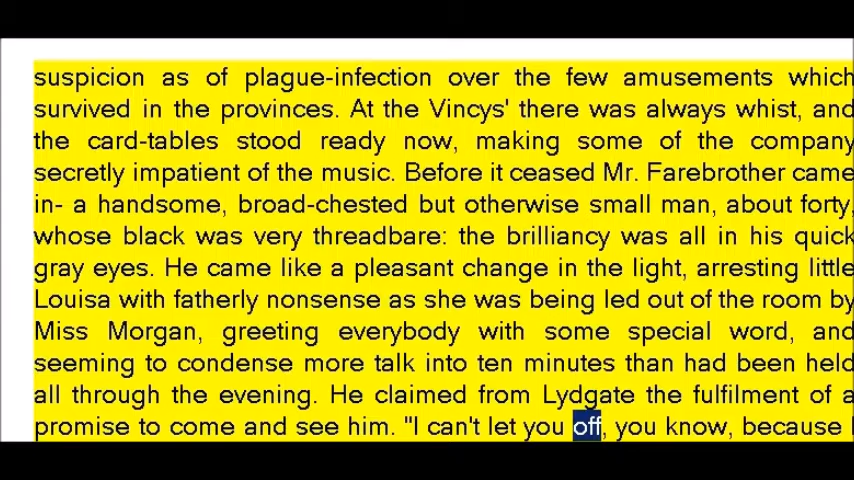 suspicion as of plague-infection over the few amusements which
survived in the provinces. At the Vincys' there was always whist, and
the card-tables stood ready now, making some of the company
secretly impatient of the music. Before it ceased Mr. Farebrother came
in- a handsome, broad-chested but otherwise small man, about forty,
whose black was very threadbare: the brilliancy was all in his quick
gray eyes. He came like a pleasant change in the light, arresting little
Louisa with fatherly nonsense as she was being led out of the room by
Miss Morgan, greeting everybody with some special word, and
seeming to condense more talk into ten minutes than had been held
all through the evening. He claimed from Lydgate the fulfilment of a
promise to come and see him. "I can't let you off, you know, because I